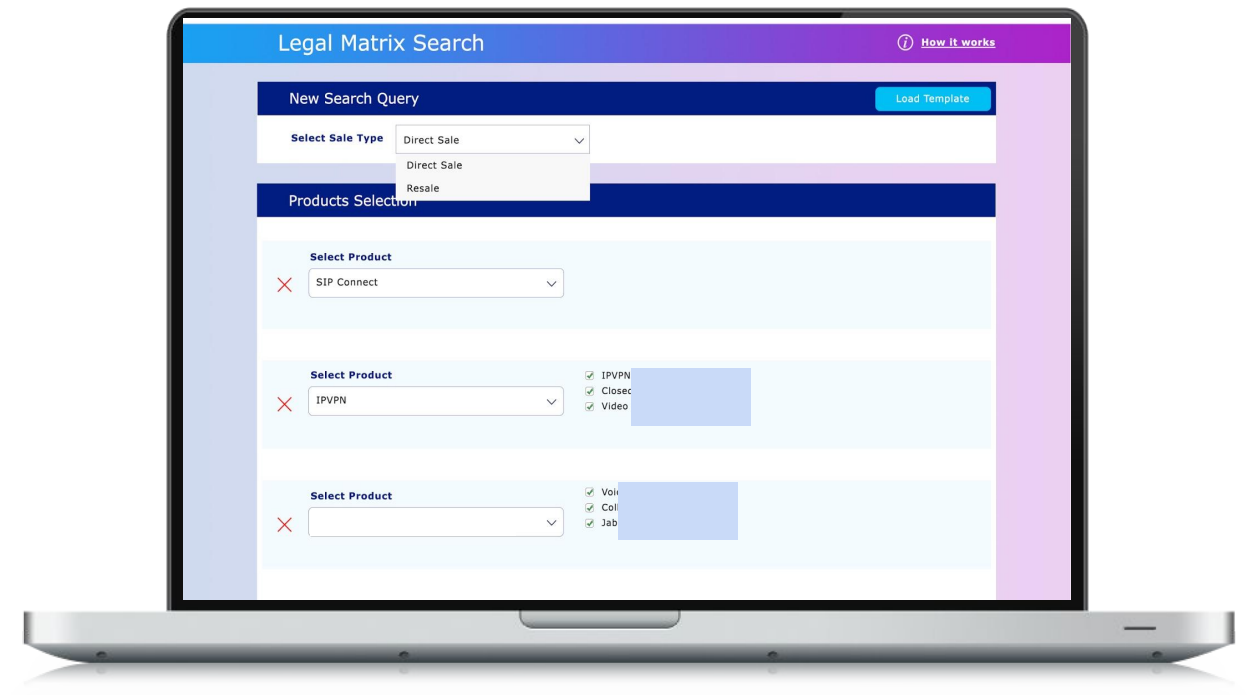 Legal Matrix Search
How it works
New Search Query
Load Template
Select Sale Type
Direct Sale
Direct Sale
Resale
Products Selection
Select Product
SIP Connect
Select Product
IPVPN
IPVPN
Closed
Video
Select Product